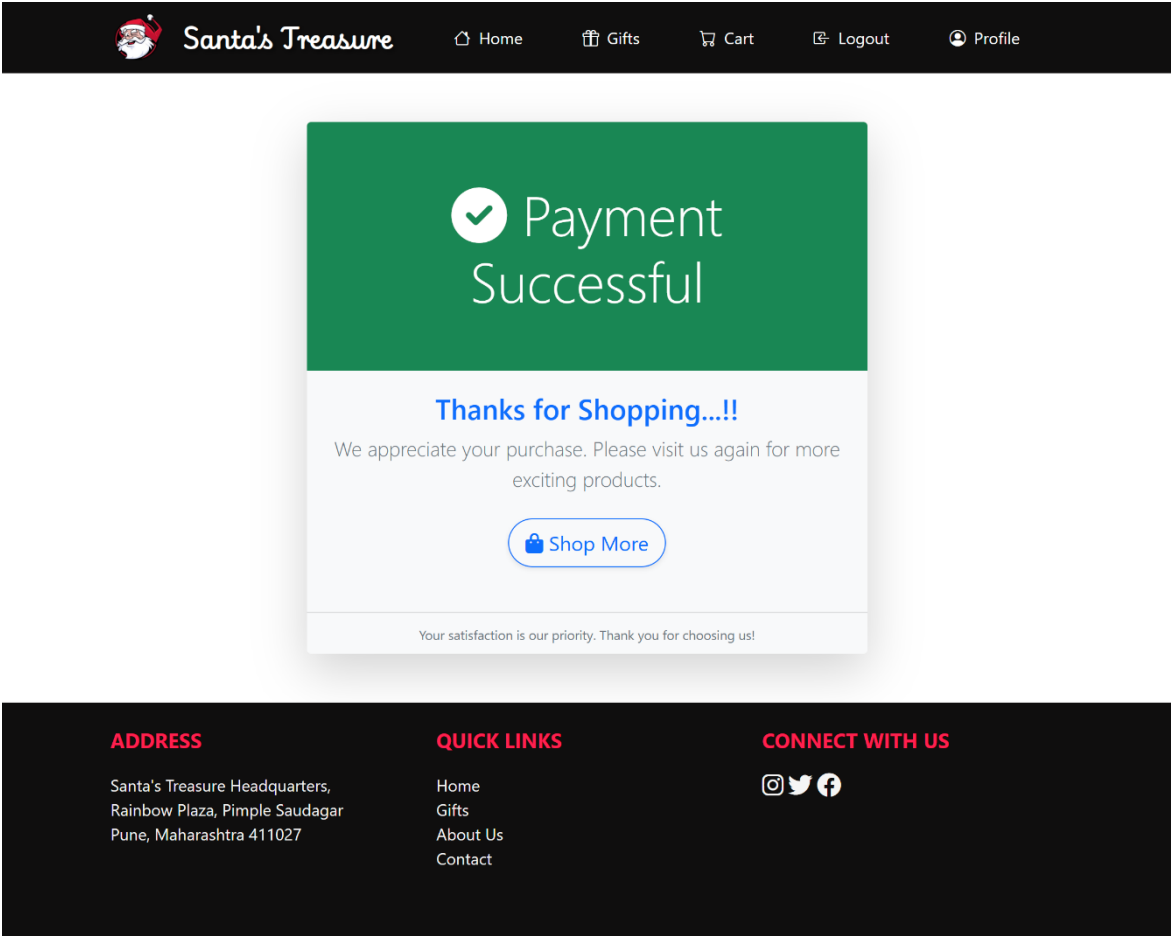 Santa's Treasure Home Gifts Cart Logout Profile
Payment
Successful
Thanks for Shopping...!!
We appreciate your purchase. Please visit us again for more
exciting products.
Shop More
Your satisfaction is our priority. Thank you for choosing us!
ADDRESS
Santa's Treasure Headquarters,
Rainbow Plaza, Pimple Saudagar
Pune, Maharashtra 411027
QUICK LINKS
Home
Gifts
About Us
Contact
CONNECT WITH US